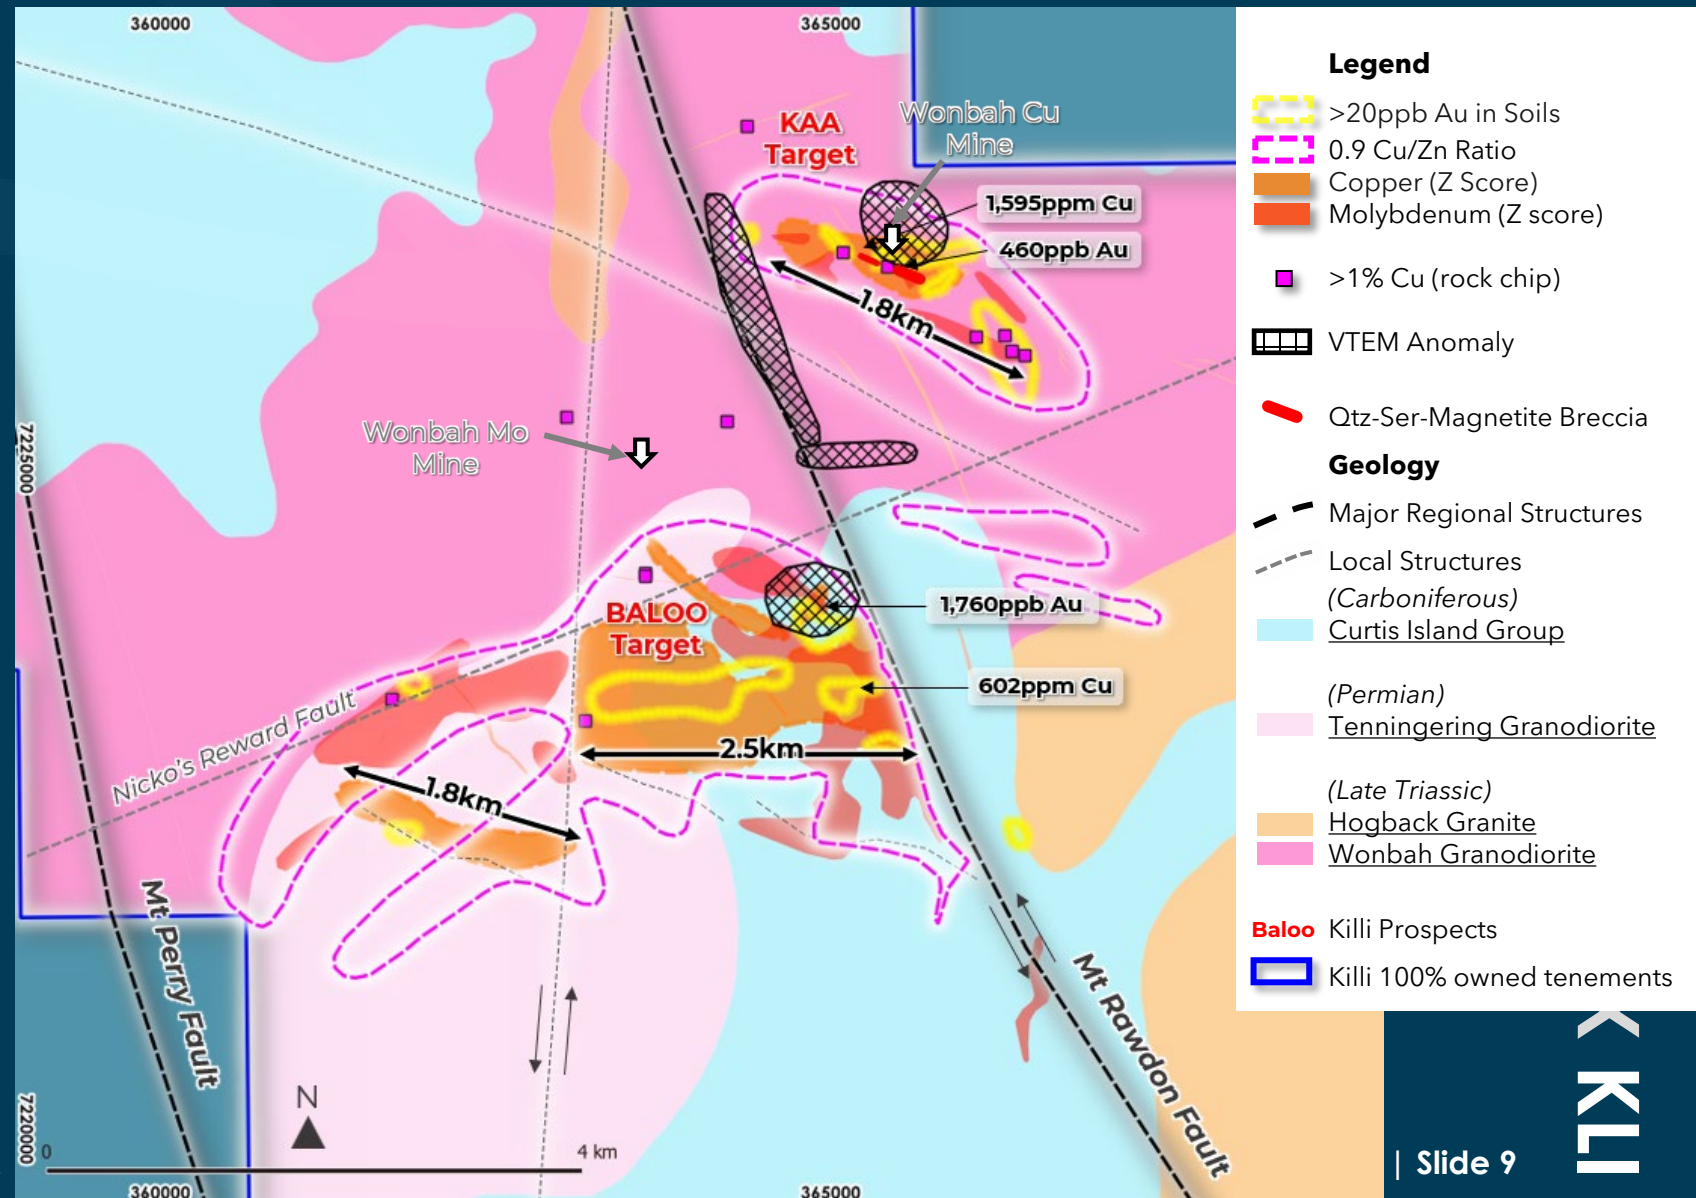 360000
365000
KAA
Target
Wonbah Cu
Mine
1,595ppm Cu
460ppb Au
1.8km
Wonbah Mo
Mine
7225000
BALOO
Target
1,760ppb Au
602ppm Cu
2.5km
Nicko's Reward Fault
1.8km
Mt Perry Fault
Mt Rawdon Fault
N
7220000
0
4 km
360000
365000
Legend
>20ppb Au in Soils
0.9 Cu/Zn Ratio
Copper (Z Score)
Molybdenum (Z score)
>1% Cu (rock chip)
VTEM Anomaly
Qtz-Ser-Magnetite Breccia
Geology
Major Regional Structures
Local Structures
(Carboniferous)
Curtis Island Group
(Permian)
Tenningering Granodiorite
(Late Triassic)
Hogback Granite
Wonbah Granodiorite
Baloo Killi Prospects
Killi 100% owned tenements
KLI
| Slide 9